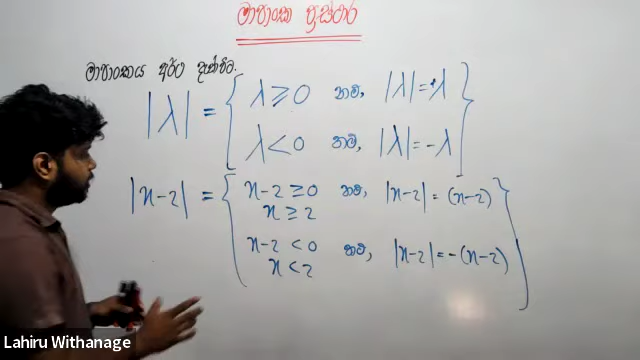 මාපාංක ප්‍රස්ථාර
මාපාංකය අර්ථ දැක්වීම.
|λ| = { λ ≥ 0 නම්, |λ| = λ
λ < 0 නම්, |λ| = -λ }
|x-2| = { x-2 ≥ 0 නම්, |x-2| = (x-2)
x ≥ 2
x-2 < 0 නම්, |x-2| = -(x-2)
x < 2 }
Lahiru Withanage